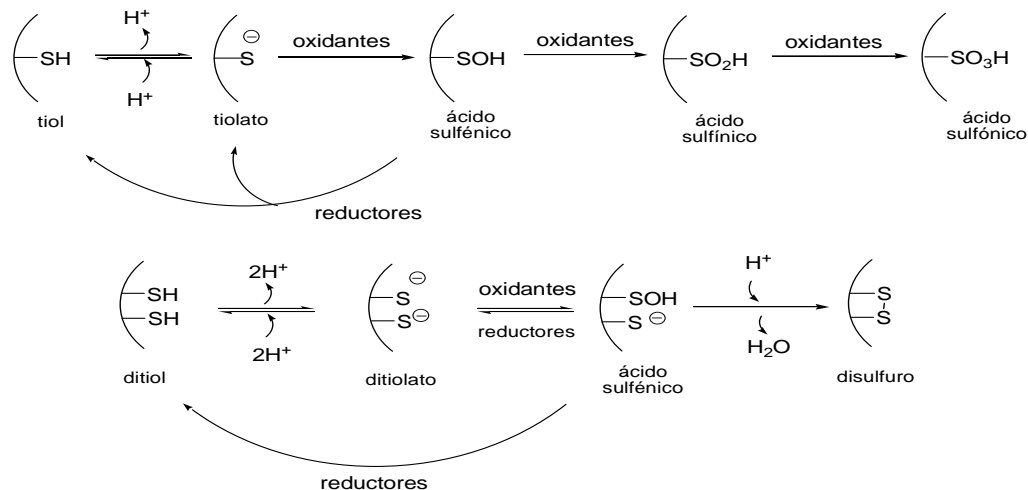 H⁺
SH
H⁺
tiol
⊖
S
tiolato
oxidantes
SOH
ácido
sulfénico
oxidantes
SO₂H
ácido
sulfínico
oxidantes
SO₃H
ácido
sulfónico
reductores
SH
SH
ditiol
2H⁺
2H⁺
⊖
S
S⊖
ditiolato
oxidantes
reductores
SOH
S ⊖
ácido
sulfénico
H⁺
H₂O
S
S
disulfuro
reductores